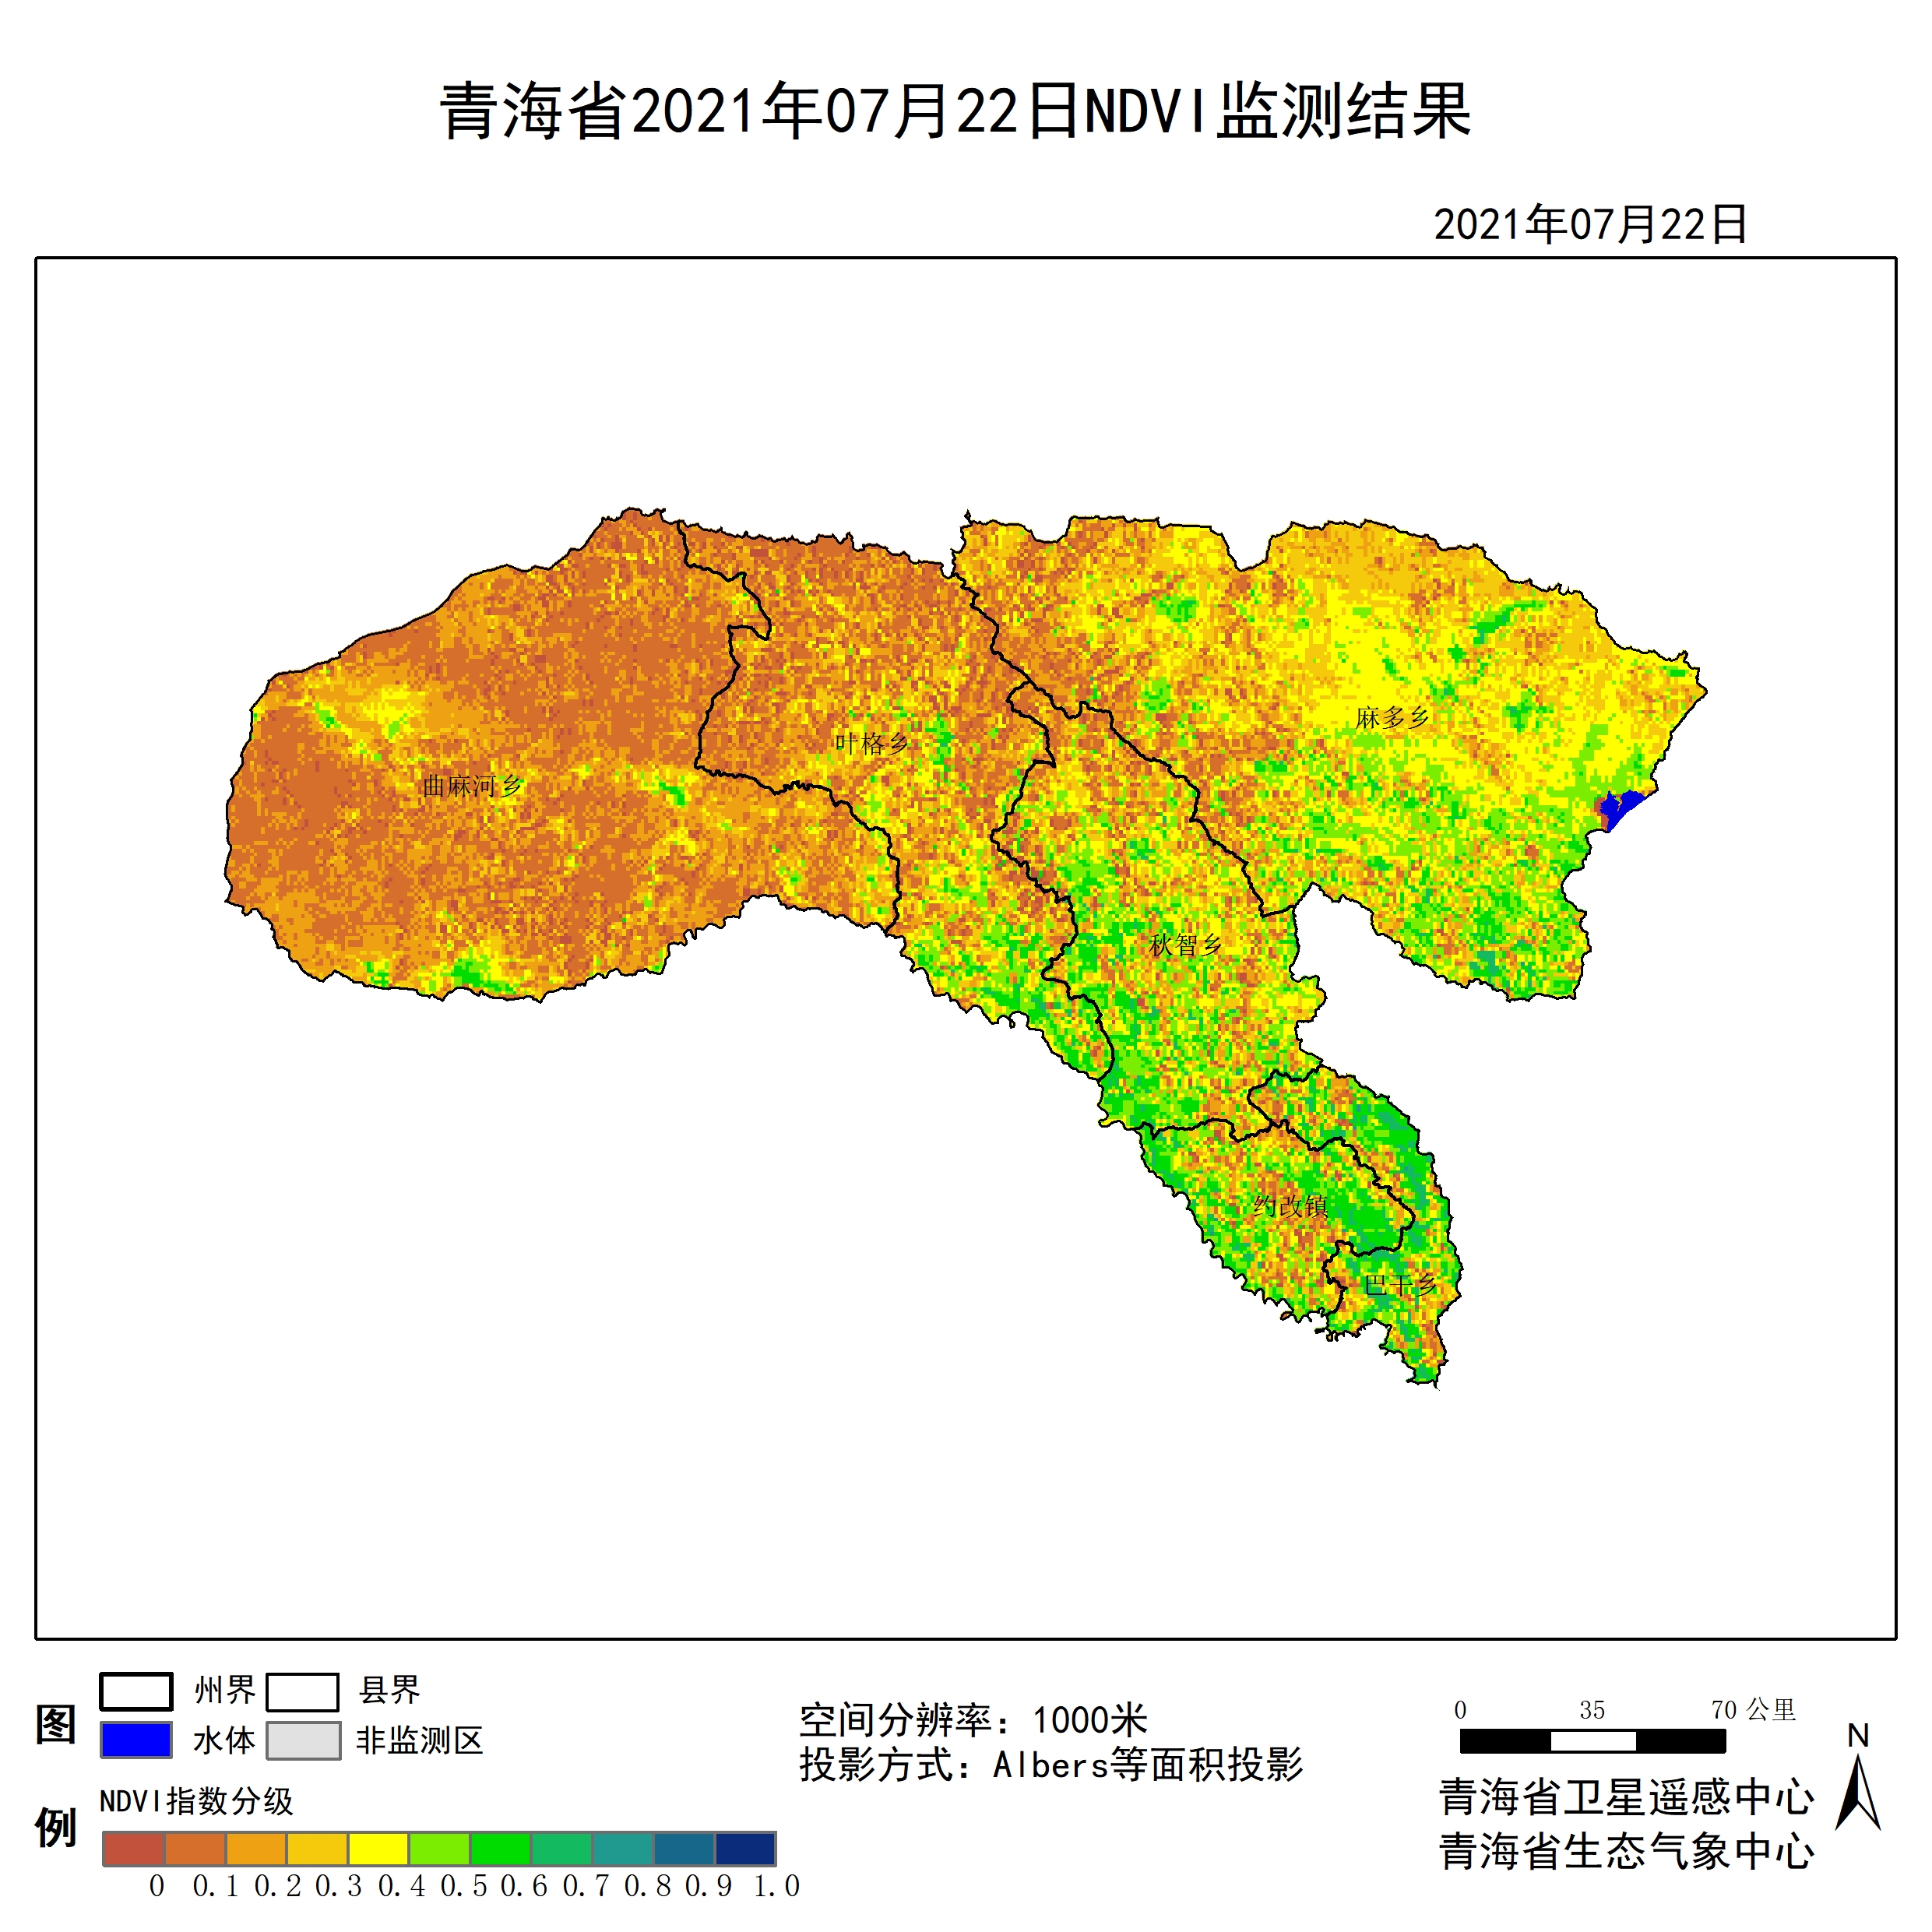 青海省2021年07月22日NDVI监测结果
2021年07月22日
麻多乡
叶格乡
曲麻河乡
秋智乡
约改镇
巴干乡
图例
州界 县界
水体 非监测区
NDVI指数分级
0 0.1 0.2 0.3 0.4 0.5 0.6 0.7 0.8 0.9 1.0
空间分辨率：1000米
投影方式：Albers等面积投影
0 35 70 公里
N
青海省卫星遥感中心
青海省生态气象中心